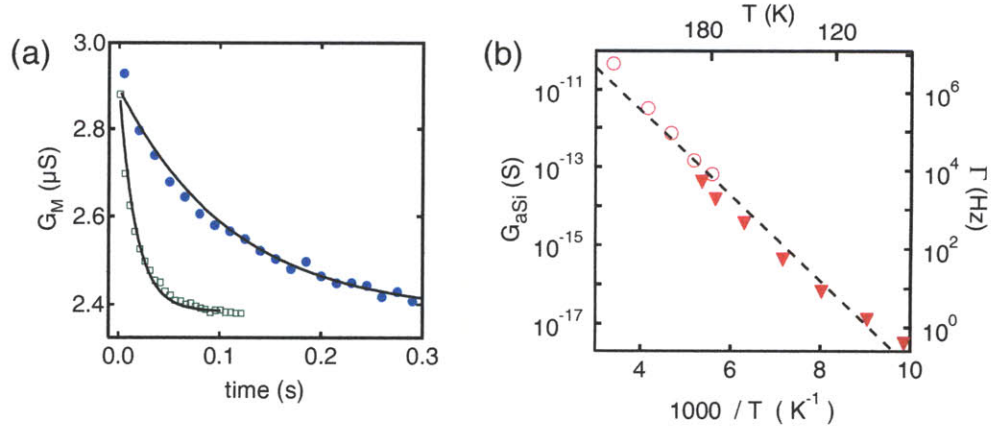 (a)
3.0
2.8
2.6
2.4
G_M (μS)
0.0 0.1 0.2 0.3
time (s)
(b)
T (K)
180 120
10^-11
10^-13
10^-15
10^-17
G_aSi (S)
10^6
10^4
10^2
10^0
Γ (Hz)
4 6 8 10
1000 / T ( K^-1 )